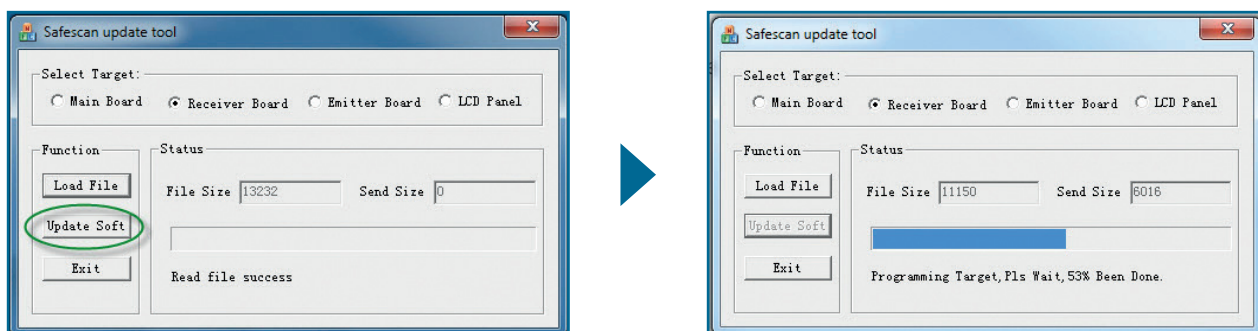 Safescan update tool
Select Target:
Main Board Receiver Board Emitter Board LCD Panel
Function
Load File
Update Soft
Exit
Status
File Size 13232 Send Size 0
Read file success
Safescan update tool
Select Target:
Main Board Receiver Board Emitter Board LCD Panel
Function
Load File
Update Soft
Exit
Status
File Size 11150 Send Size 6016
Programming Target,Pls Wait,53% Been Done.